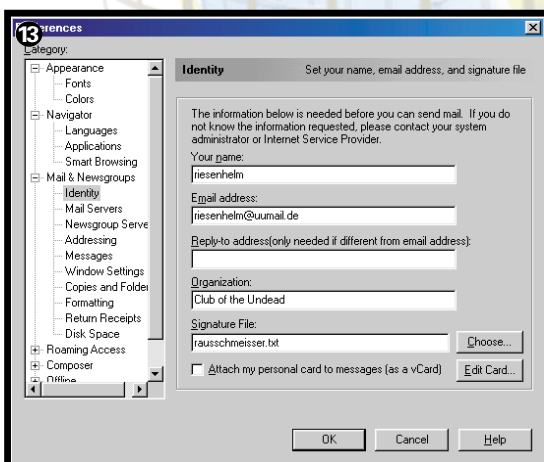 13
erences
Category:
Appearance
Fonts
Colors
Navigator
Languages
Applications
Smart Browsing
Mail & Newsgroups
Identity
Mail Servers
Newsgroup Serve
Addressing
Messages
Window Settings
Copies and Folder
Formatting
Return Receipts
Disk Space
Roaming Access
Composer
Offline
Identity Set your name, email address, and signature file
The information below is needed before you can send mail. If you do
not know the information requested, please contact your system
administrator or Internet Service Provider.
Your name:
riesenhelm
Email address:
riesenhelm@uumail.de
Reply-to address(only needed if different from email address):
Organization:
Club of the Undead
Signature File:
rausschmeisser.txt
Choose...
Attach my personal card to messages (as a vCard)
Edit Card...
OK Cancel Help